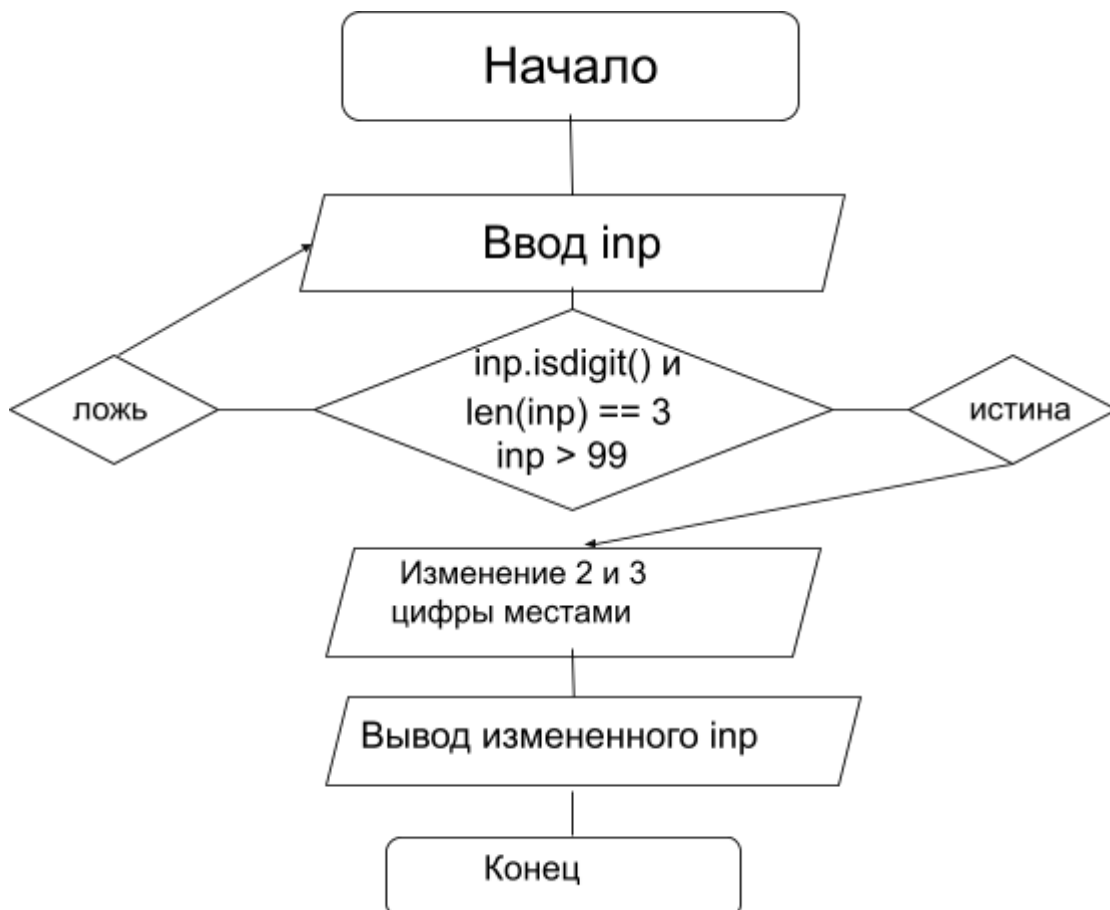 Начало
Ввод inp
inp.isdigit() и
len(inp) == 3
inp > 99
ложь
истина
Изменение 2 и 3
цифры местами
Вывод измененного inp
Конец